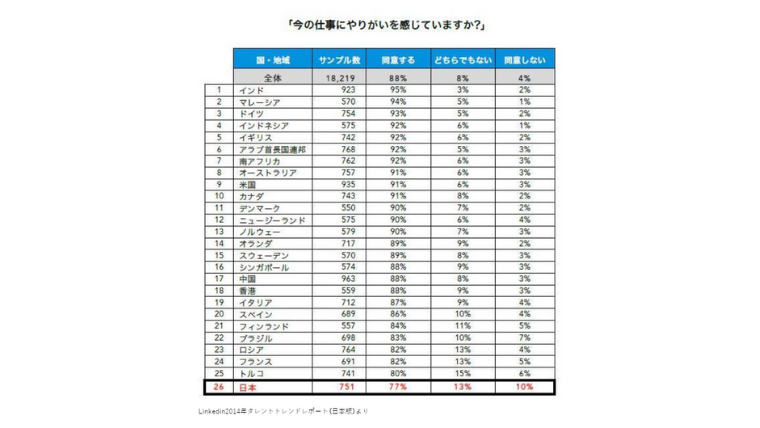 「今の仕事にやりがいを感じていますか?」
国・地域 サンプル数 同意する どちらでもない 同意しない
全体 18,219 88% 8% 4%
1 インド 923 95% 3% 2%
2 マレーシア 570 94% 5% 1%
3 ドイツ 754 93% 5% 2%
4 インドネシア 575 92% 6% 1%
5 イギリス 742 92% 6% 2%
6 アラブ首長国連邦 768 92% 5% 3%
7 南アフリカ 762 92% 6% 3%
8 オーストラリア 757 91% 6% 3%
9 米国 935 91% 6% 3%
10 カナダ 743 91% 8% 2%
11 デンマーク 550 90% 7% 2%
12 ニュージーランド 575 90% 6% 4%
13 ノルウェー 579 90% 7% 3%
14 オランダ 717 89% 9% 2%
15 スウェーデン 570 89% 8% 3%
16 シンガポール 574 88% 9% 3%
17 中国 963 88% 8% 3%
18 香港 559 88% 9% 3%
19 イタリア 712 87% 9% 4%
20 スペイン 689 86% 10% 4%
21 フィンランド 557 84% 11% 5%
22 ブラジル 698 83% 10% 7%
23 ロシア 764 82% 13% 4%
24 フランス 691 82% 13% 5%
25 トルコ 741 80% 15% 6%
26 日本 751 77% 13% 10%
Linkedin2014年タレントトレンドレポート(日本版)より